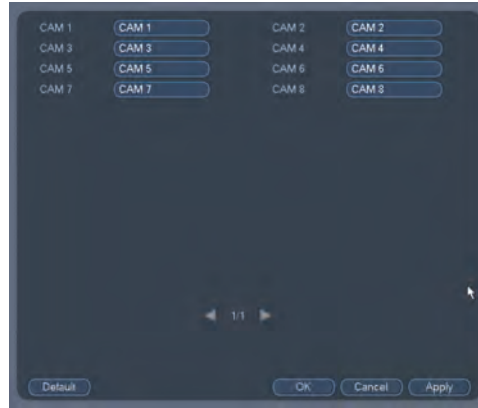 CAM 1 CAM 1 CAM 2 CAM 2
CAM 3 CAM 3 CAM 4 CAM 4
CAM 5 CAM 5 CAM 6 CAM 6
CAM 7 CAM 7 CAM 8 CAM 8
1/1
Default OK Cancel Apply